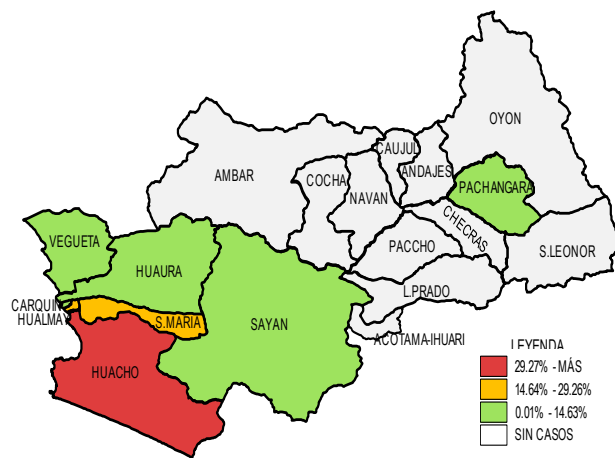 OYON
CAUJUL
AMBAR
COCHA
ANDAJES
PACHANGARA
NAVAN
CHECRAS
VEGUETA
PACCHO
S.LEONOR
HUAURA
L.PRADO
CARQUIN
HUALMAY
S.MARIA
SAYAN
ACOTAMA-IHUARI
HUACHO
LEYENDA
29.27% - MÁS
14.64% - 29.26%
0.01% - 14.63%
SIN CASOS